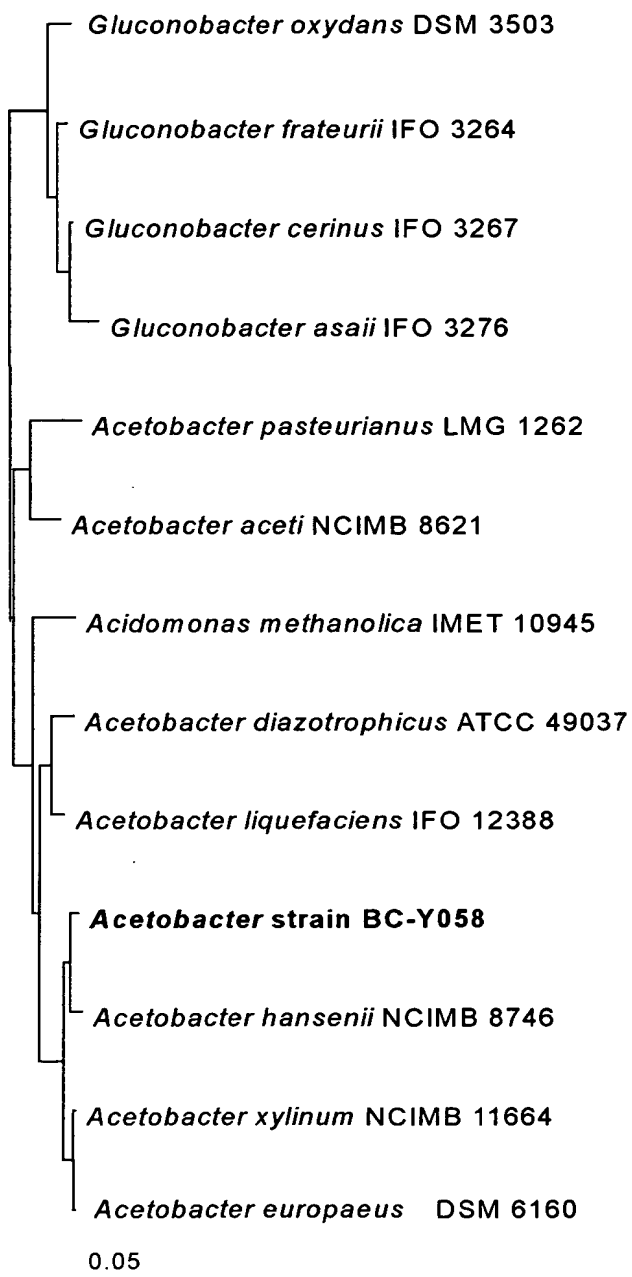 Gluconobacter oxydans DSM 3503
Gluconobacter frateurii IFO 3264
Gluconobacter cerinus IFO 3267
Gluconobacter asaii IFO 3276
Acetobacter pasteurianus LMG 1262
Acetobacter aceti NCIMB 8621
Acidomonas methanolica IMET 10945
Acetobacter diazotrophicus ATCC 49037
Acetobacter liquefaciens IFO 12388
Acetobacter strain BC-Y058
Acetobacter hansenii NCIMB 8746
Acetobacter xylinum NCIMB 11664
Acetobacter europaeus DSM 6160
0.05